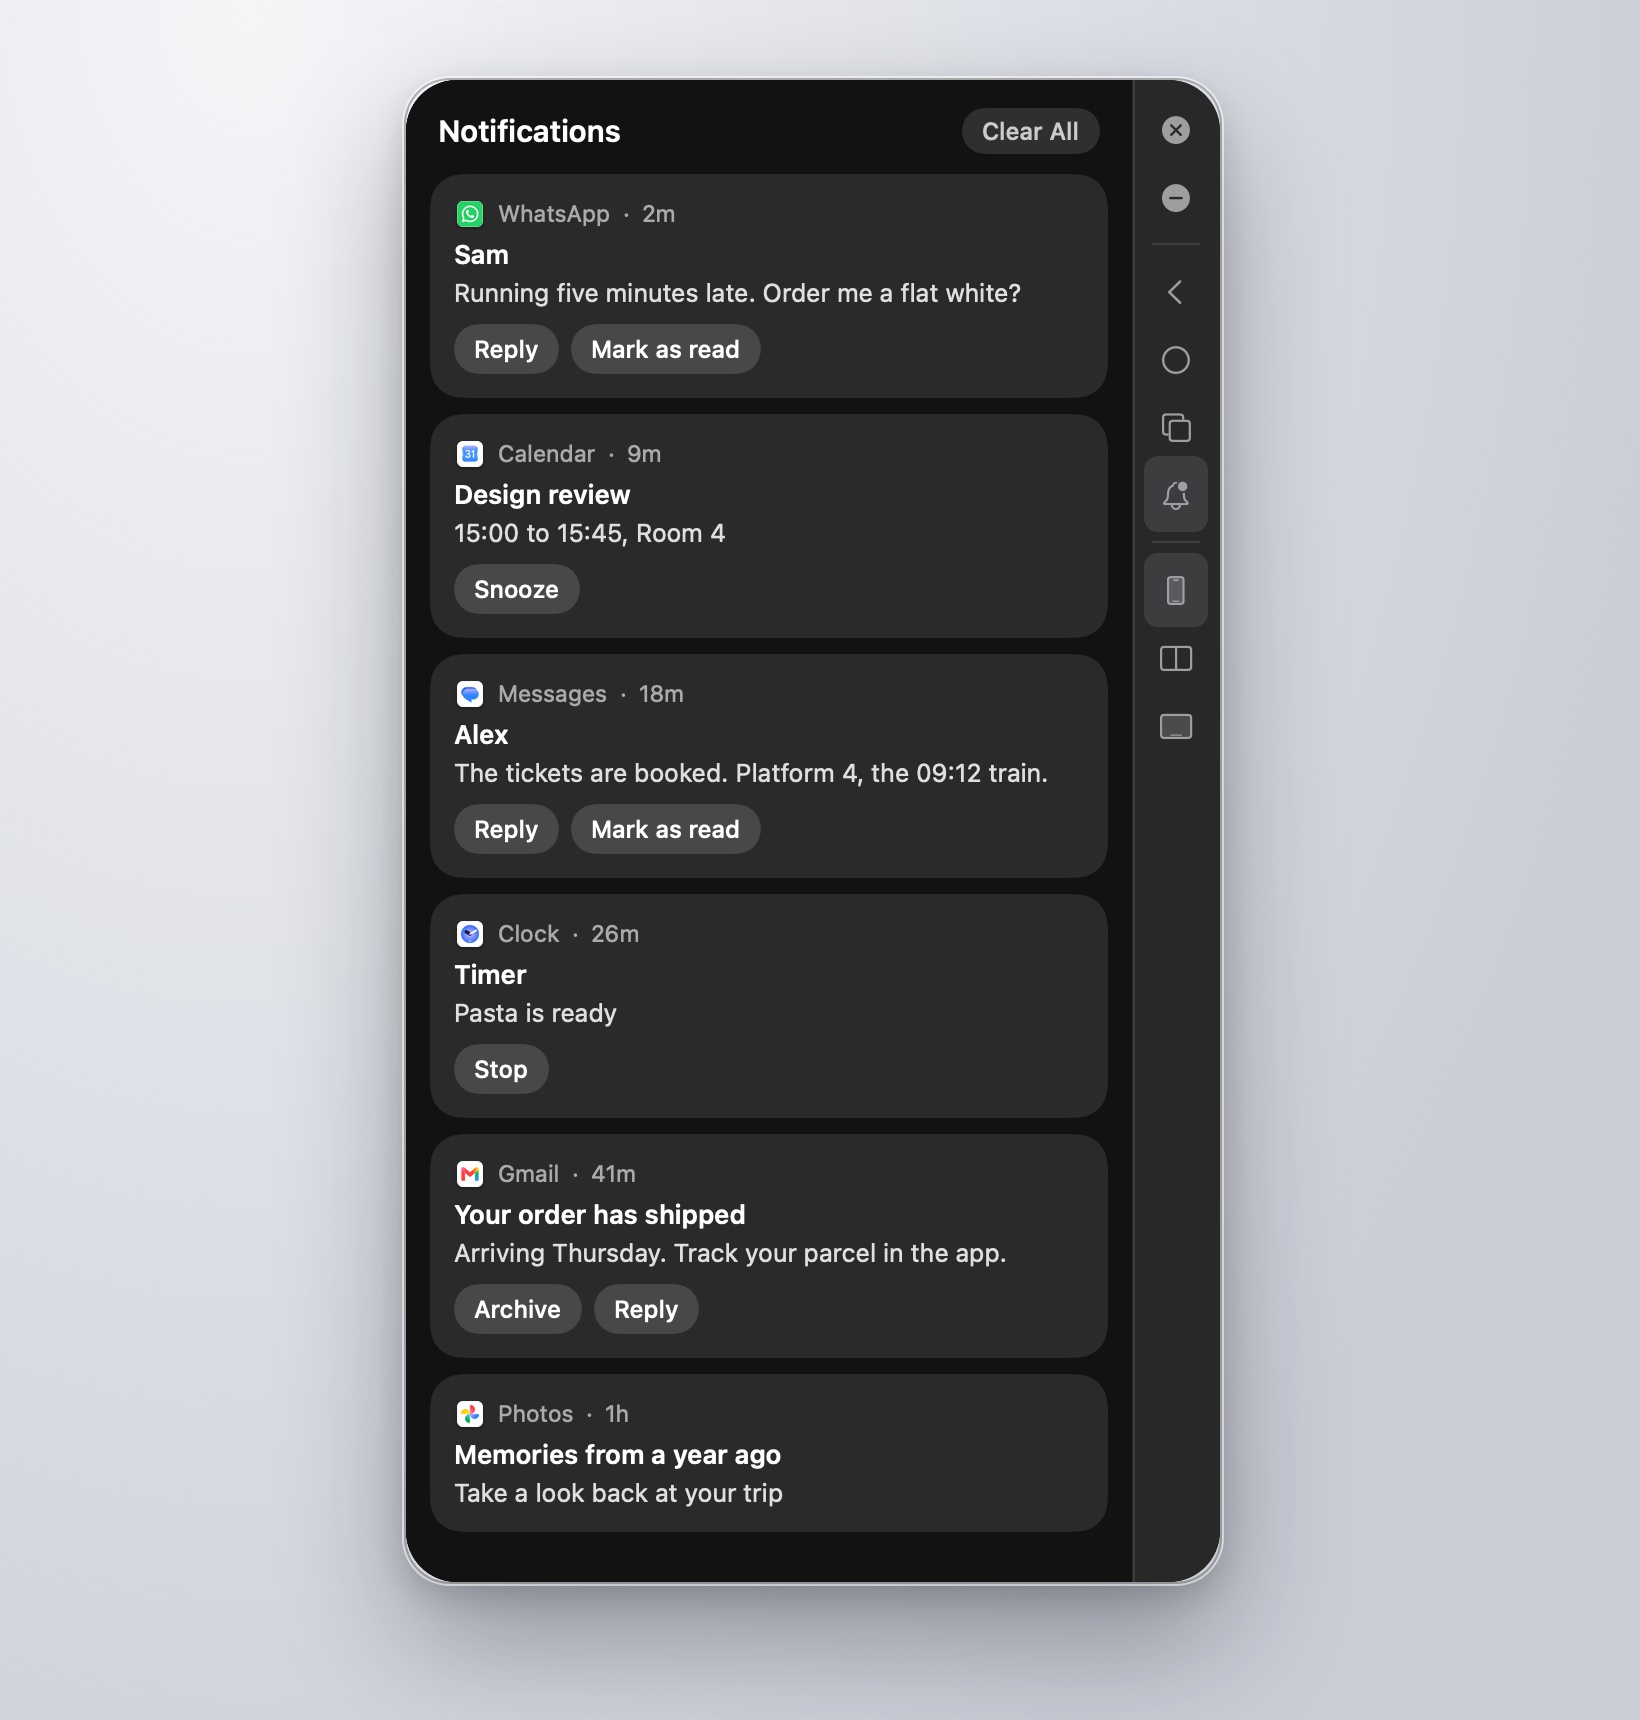 Notifications
Clear All
WhatsApp · 2m
Sam
Running five minutes late. Order me a flat white?
Reply
Mark as read
31
Calendar · 9m
Design review
15:00 to 15:45, Room 4
Snooze
Messages · 18m
Alex
The tickets are booked. Platform 4, the 09:12 train.
Reply
Mark as read
Clock · 26m
Timer
Pasta is ready
Stop
Gmail · 41m
Your order has shipped
Arriving Thursday. Track your parcel in the app.
Archive
Reply
Photos · 1h
Memories from a year ago
Take a look back at your trip